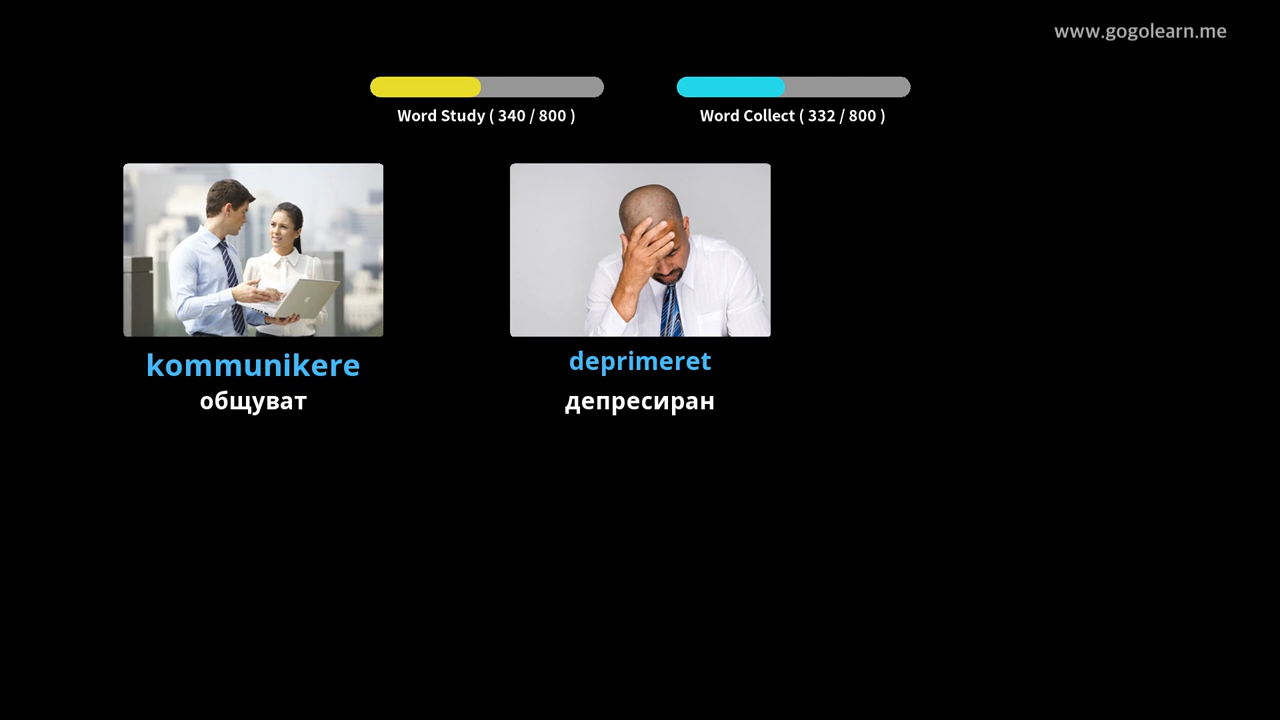 www.gogolearn.me
Word Study ( 340 / 800 )
Word Collect ( 332 / 800 )
kommunikere
общуват
deprimeret
депресиран